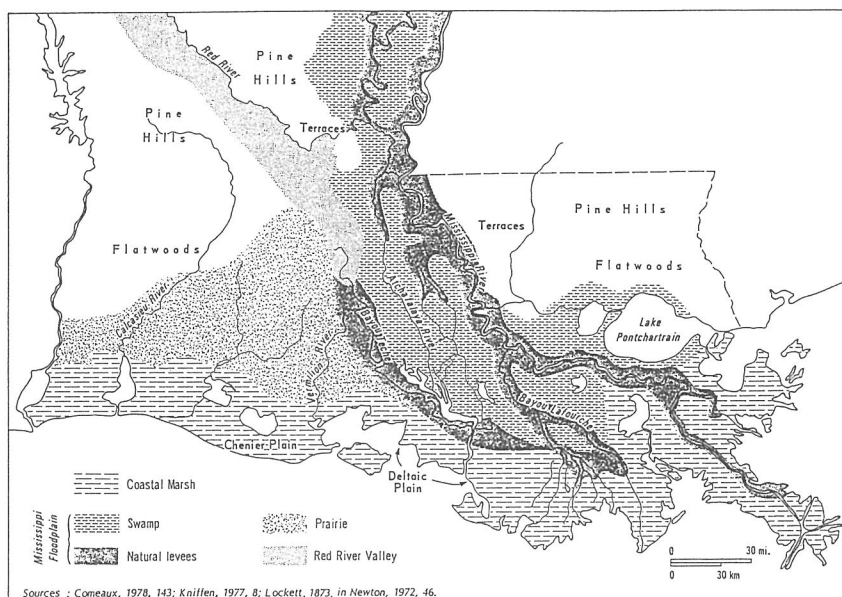 Red River
Pine
Hills
Pine
Hills
Terraces
Mississippi River
Terraces
Pine Hills
Flatwoods
Flatwoods
Atchafalaya River
Calcasieu River
Lake
Pontchartrain
Bayou
Vermilion
Bayou Lafourche
Chenier Plain
Deltaic
Plain
Coastal Marsh
Mississippi
Floodplain
Swamp
Prairie
Natural levees
Red River Valley
0 30 mi.
0 30 km
Sources : Comeaux, 1978, 143; Kniffen, 1977, 8; Lockett, 1873, in Newton, 1972, 46.